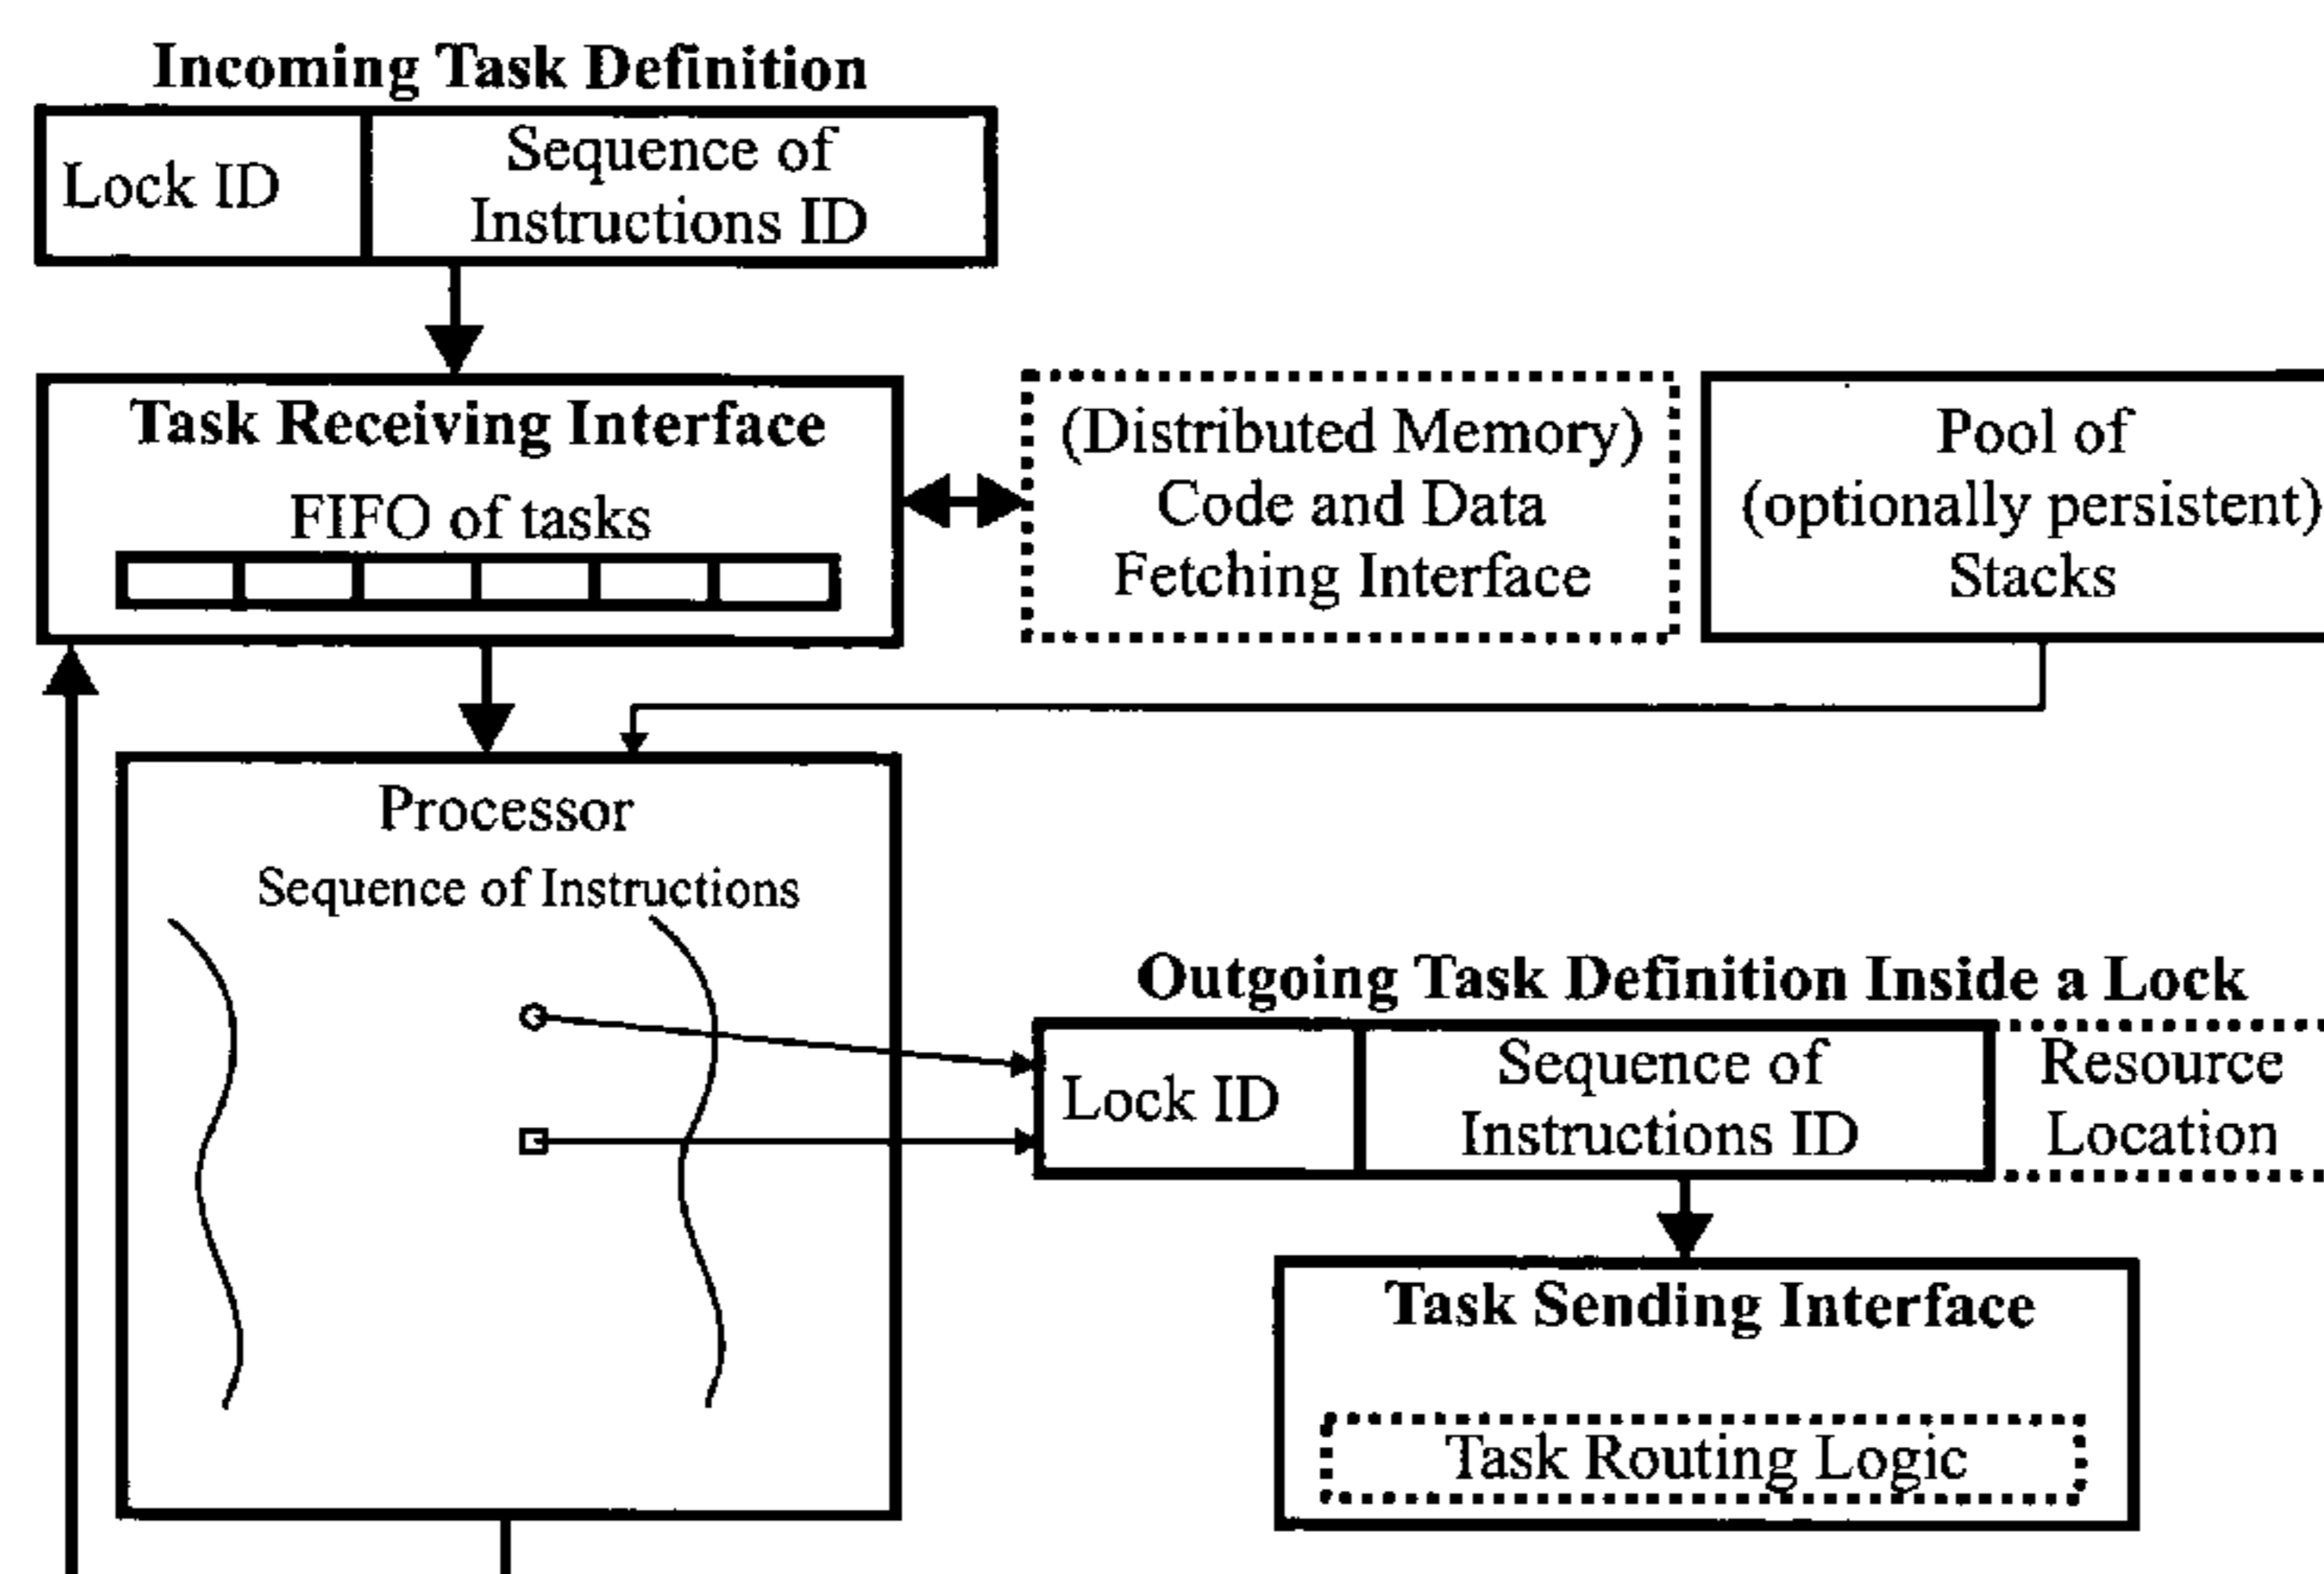 Incoming Task Definition
Lock ID
Sequence of
Instructions ID
Task Receiving Interface
FIFO of tasks
(Distributed Memory)
Code and Data
Fetching Interface
Pool of
(optionally persistent)
Stacks
Processor
Sequence of Instructions
Outgoing Task Definition Inside a Lock
Lock ID
Sequence of
Instructions ID
Resource
Location
Task Sending Interface
Task Routing Logic